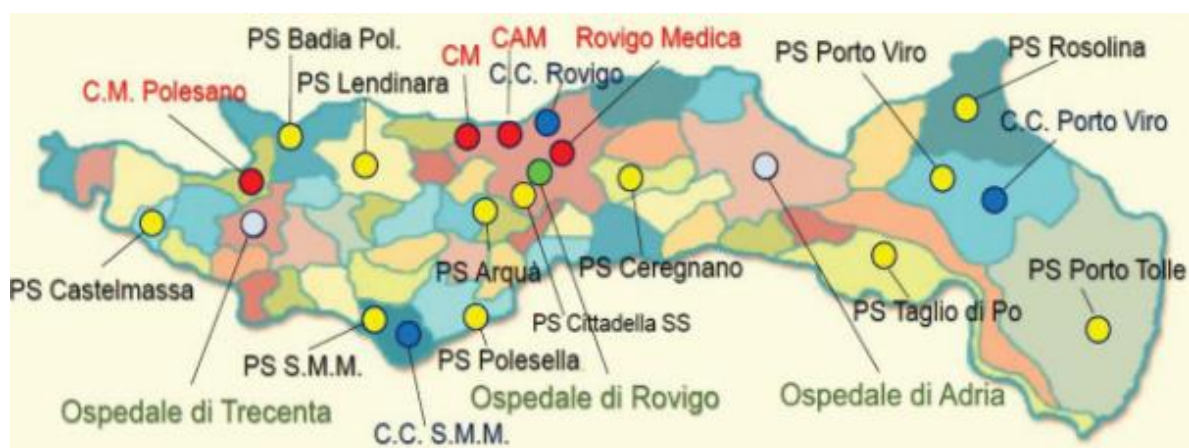 PS Badia Pol.
CM
CAM
Rovigo Medica
PS Porto Viro
PS Rosolina
C.M. Polesano
PS Lendinara
C.C. Rovigo
C.C. Porto Viro
PS Castelmassa
PS Arquà
PS Ceregnano
PS Porto Tolle
PS Cittadella SS
PS Taglio di Po
PS S.M.M.
PS Polesella
Ospedale di Trecenta
Ospedale di Rovigo
Ospedale di Adria
C.C. S.M.M.